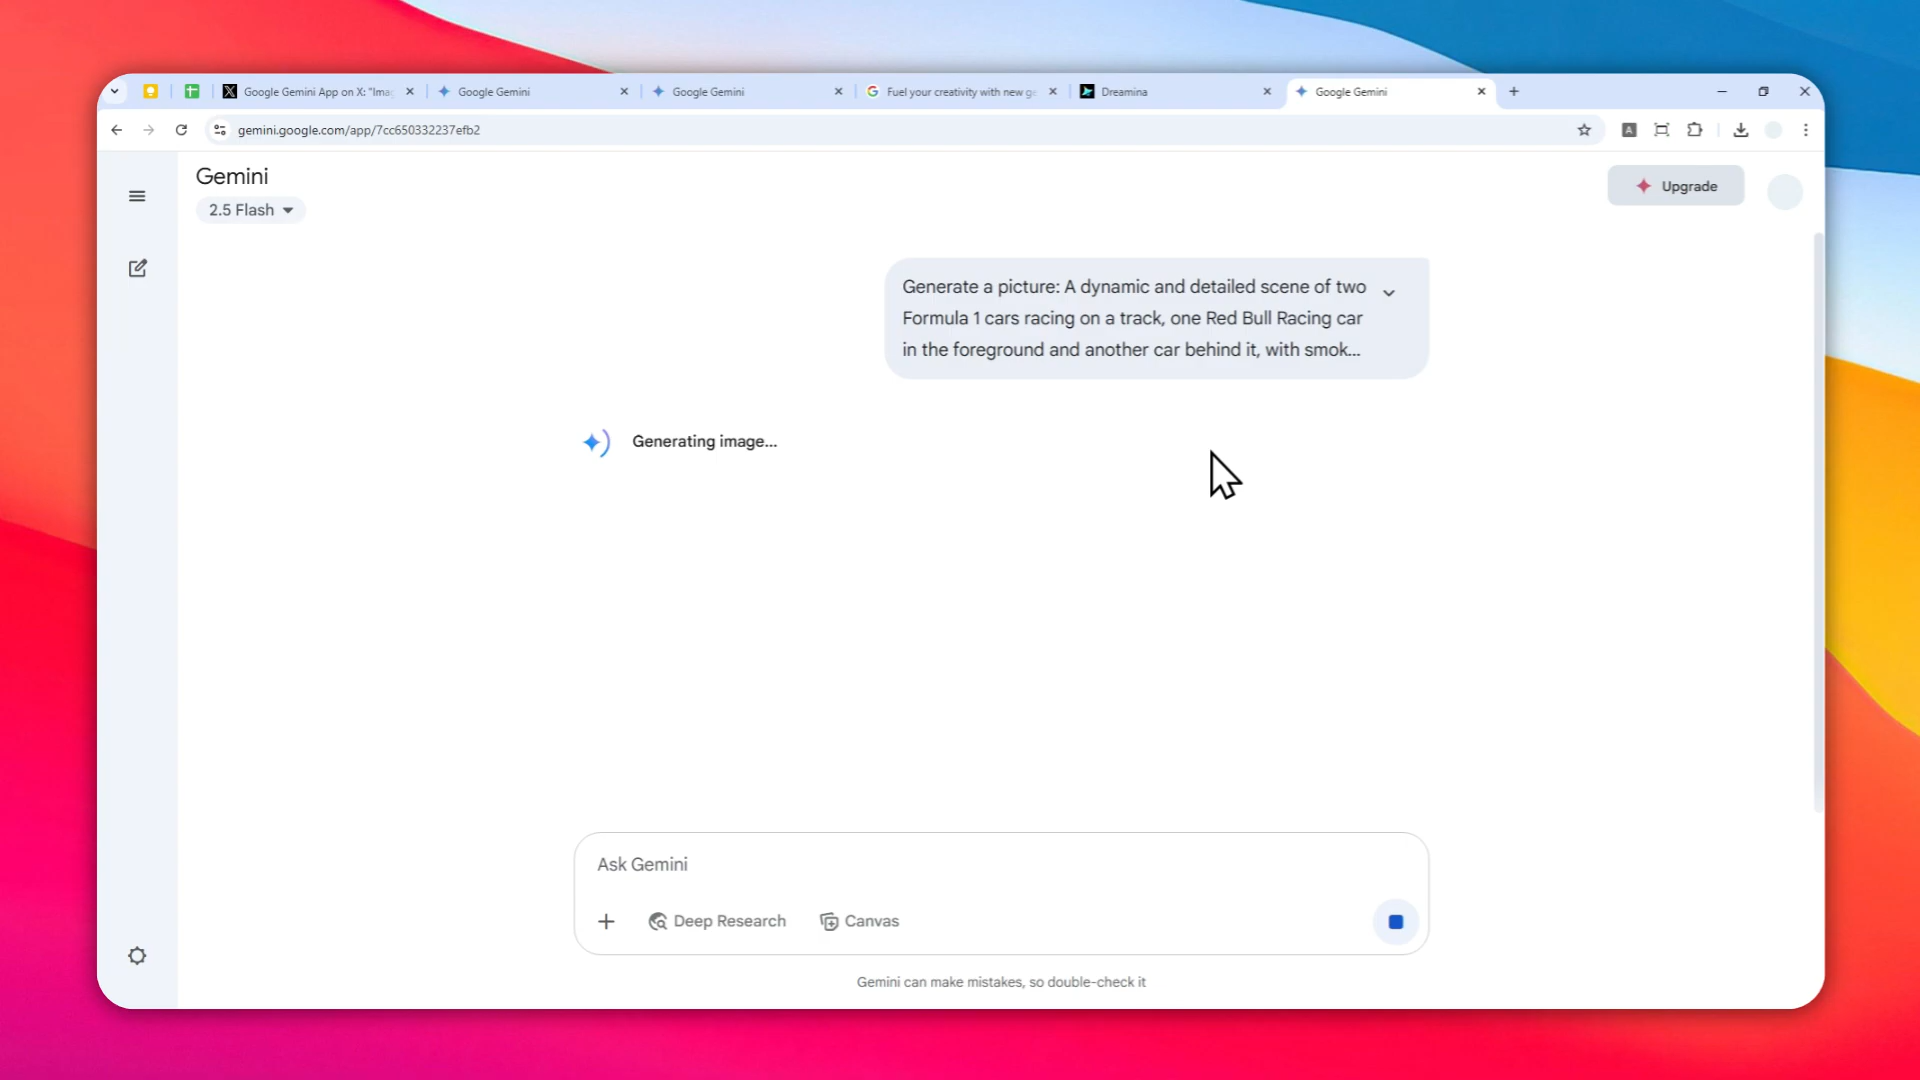 Google Gemini App on X: "Imag
Google Gemini
Google Gemini
Fuel your creativity with new ge
Dreamina
Google Gemini
gemini.google.com/app/7cc650332237efb2
A
Gemini
2.5 Flash
Upgrade
Generate a picture: A dynamic and detailed scene of two
Formula 1 cars racing on a track, one Red Bull Racing car
in the foreground and another car behind it, with smok...
Generating image...
Ask Gemini
Deep Research
Canvas
Gemini can make mistakes, so double-check it